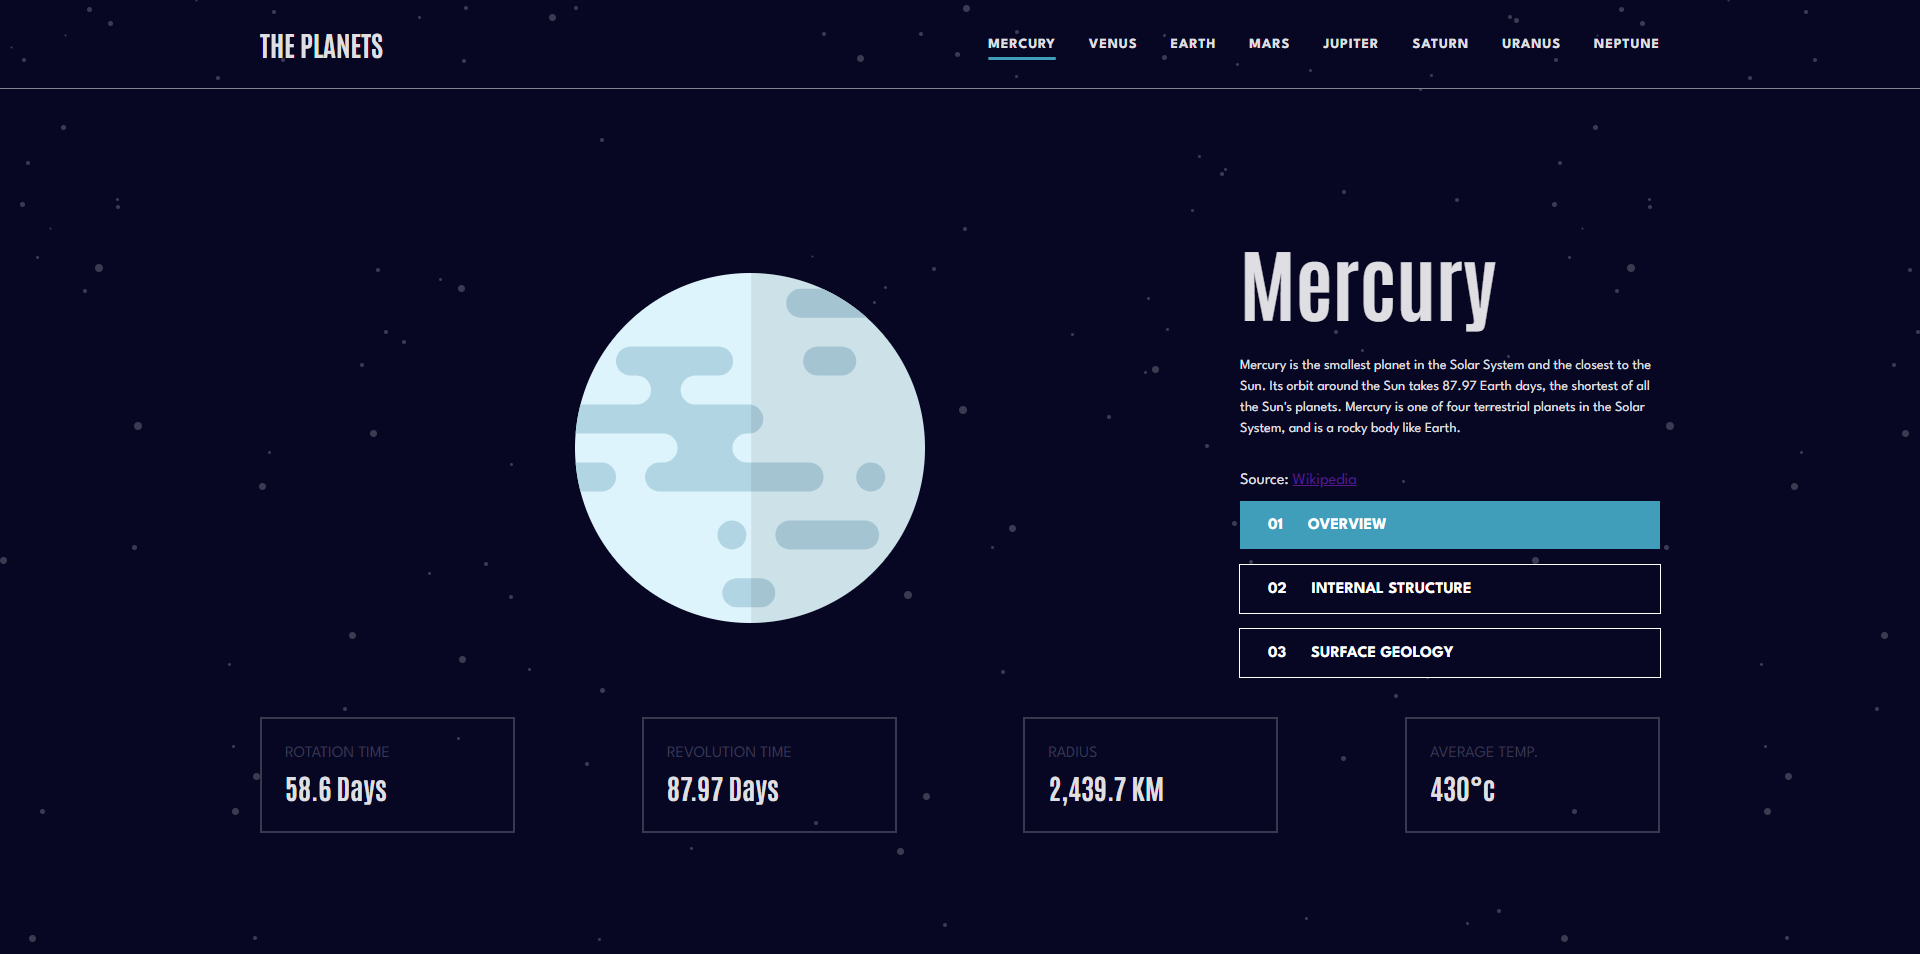 THE PLANETS
MERCURY VENUS EARTH MARS JUPITER SATURN URANUS NEPTUNE
Mercury
Mercury is the smallest planet in the Solar System and the closest to the
Sun. Its orbit around the Sun takes 87.97 Earth days, the shortest of all
the Sun's planets. Mercury is one of four terrestrial planets in the Solar
System, and is a rocky body like Earth.
Source: Wikipedia
01 OVERVIEW
02 INTERNAL STRUCTURE
03 SURFACE GEOLOGY
ROTATION TIME
58.6 Days
REVOLUTION TIME
87.97 Days
RADIUS
2,439.7 KM
AVERAGE TEMP.
430°c